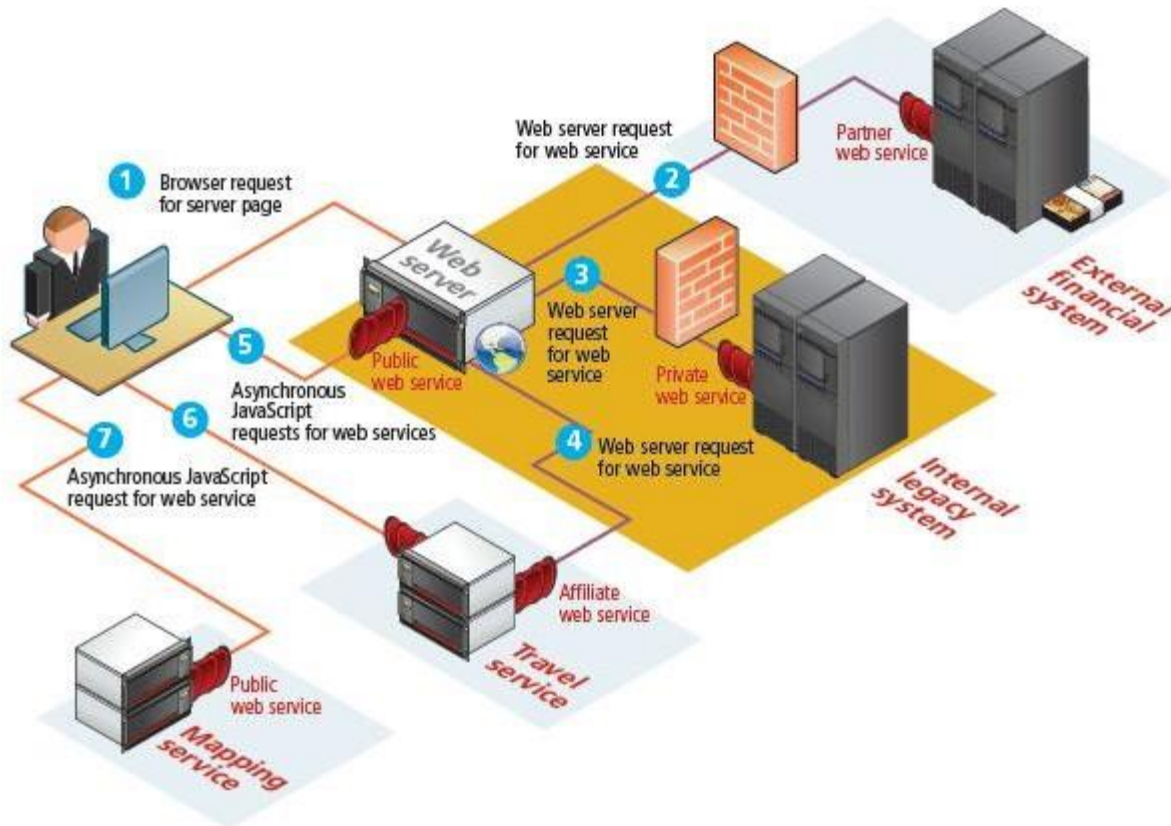 1
Browser request
for server page
Web server request
for web service
2
Partner
web service
External
financial
system
Web
server
3
Web server
request
for web
service
Public
web service
Private
web service
Internal
legacy
system
5
Asynchronous
JavaScript
requests for web services
4
Web server request
for web service
6
7
Asynchronous JavaScript
request for web service
Affiliate
web service
Travel
service
Public
web service
Mapping
service